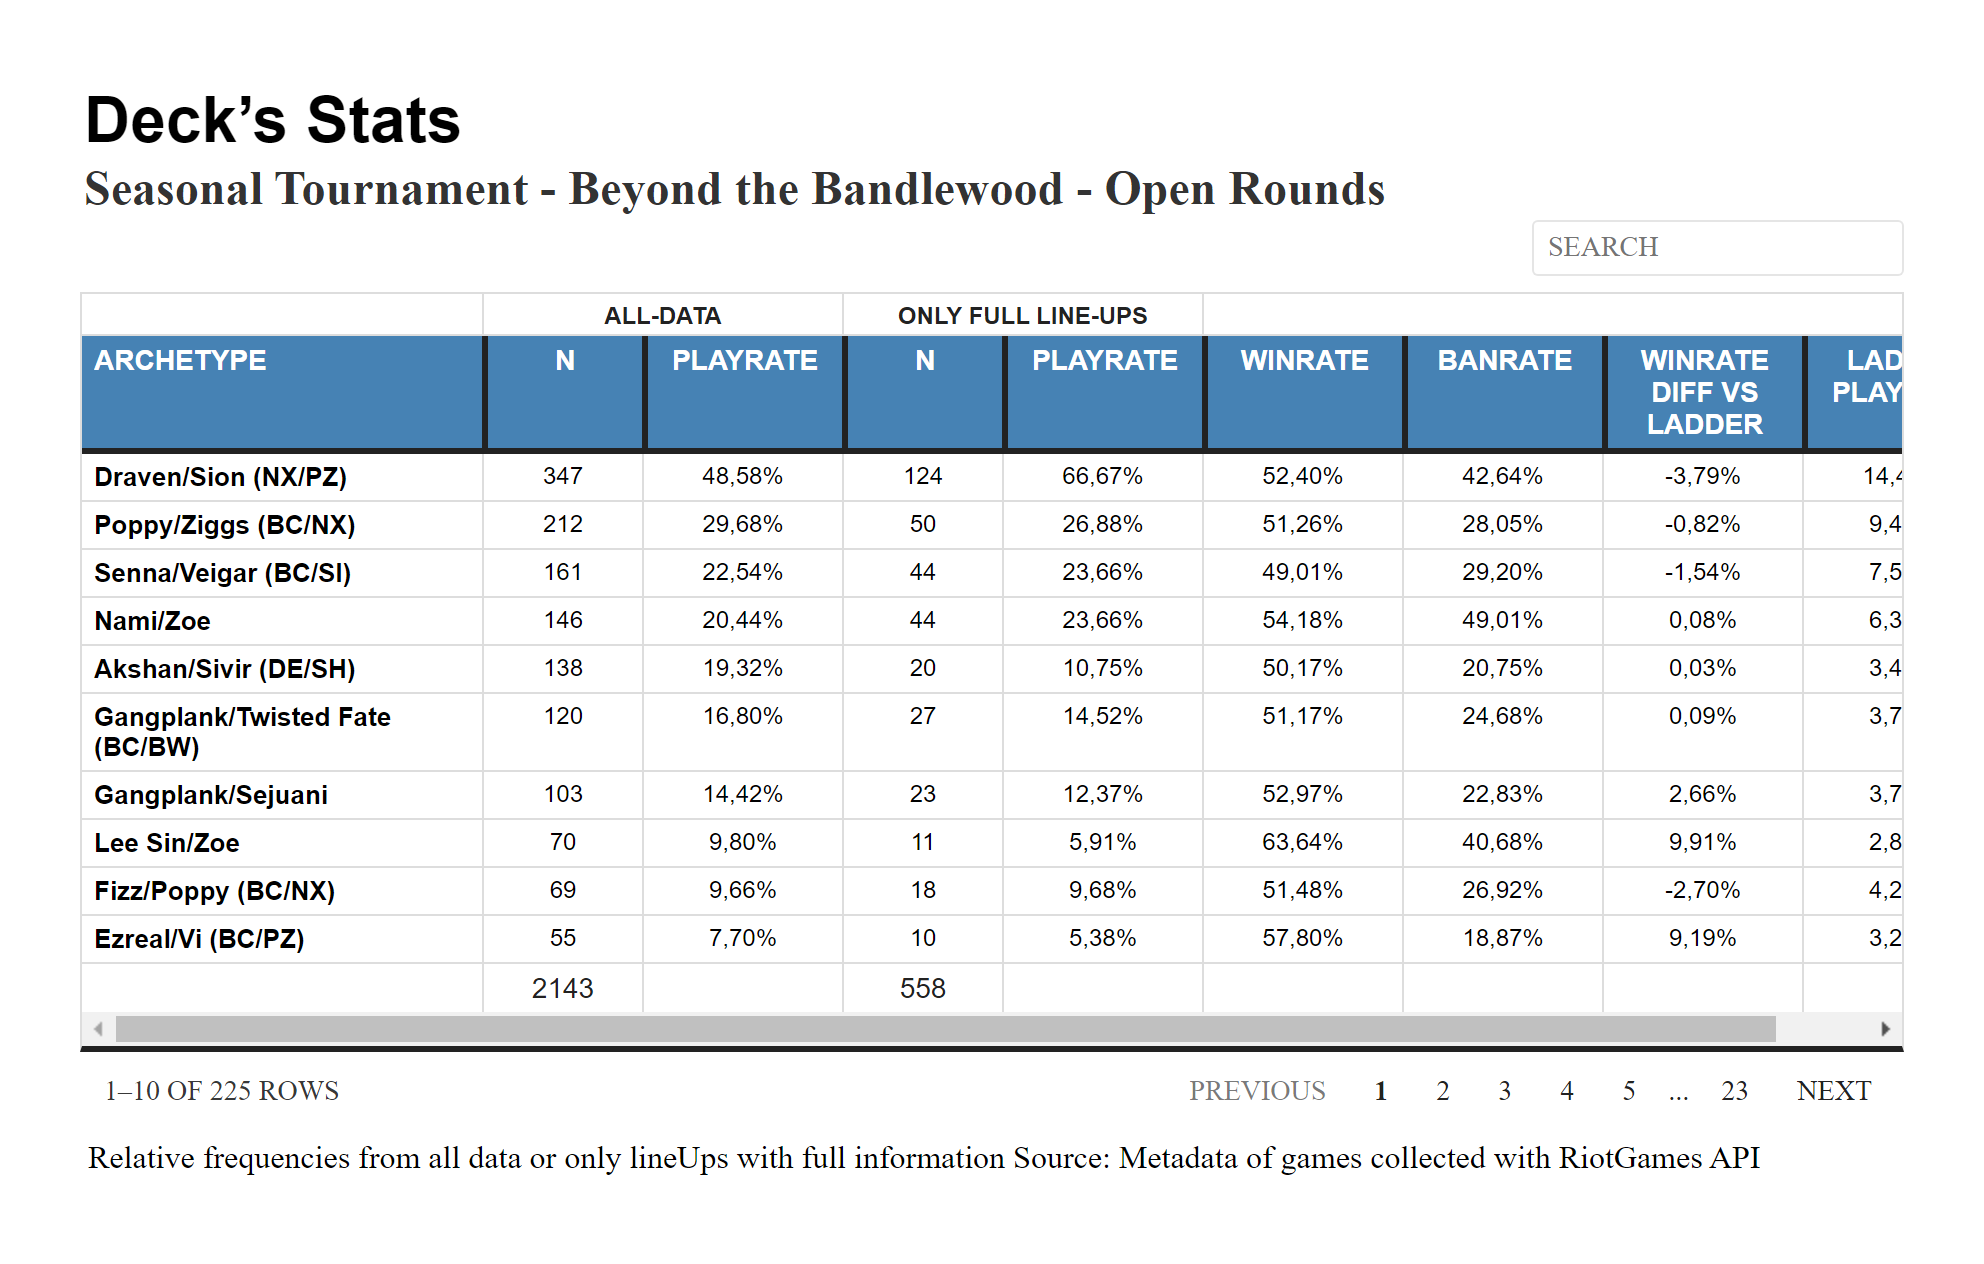 Deck’s Stats
Seasonal Tournament - Beyond the Bandlewood - Open Rounds
SEARCH
ALL-DATA ONLY FULL LINE-UPS
ARCHETYPE N PLAYRATE N PLAYRATE WINRATE BANRATE WINRATE DIFF VS LADDER LAD PLAY
Draven/Sion (NX/PZ) 347 48,58% 124 66,67% 52,40% 42,64% -3,79% 14,4
Poppy/Ziggs (BC/NX) 212 29,68% 50 26,88% 51,26% 28,05% -0,82% 9,4
Senna/Veigar (BC/SI) 161 22,54% 44 23,66% 49,01% 29,20% -1,54% 7,5
Nami/Zoe 146 20,44% 44 23,66% 54,18% 49,01% 0,08% 6,3
Akshan/Sivir (DE/SH) 138 19,32% 20 10,75% 50,17% 20,75% 0,03% 3,4
Gangplank/Twisted Fate (BC/BW) 120 16,80% 27 14,52% 51,17% 24,68% 0,09% 3,7
Gangplank/Sejuani 103 14,42% 23 12,37% 52,97% 22,83% 2,66% 3,7
Lee Sin/Zoe 70 9,80% 11 5,91% 63,64% 40,68% 9,91% 2,8
Fizz/Poppy (BC/NX) 69 9,66% 18 9,68% 51,48% 26,92% -2,70% 4,2
Ezreal/Vi (BC/PZ) 55 7,70% 10 5,38% 57,80% 18,87% 9,19% 3,2
2143 558
1–10 OF 225 ROWS PREVIOUS 1 2 3 4 5 ... 23 NEXT
Relative frequencies from all data or only lineUps with full information Source: Metadata of games collected with RiotGames API